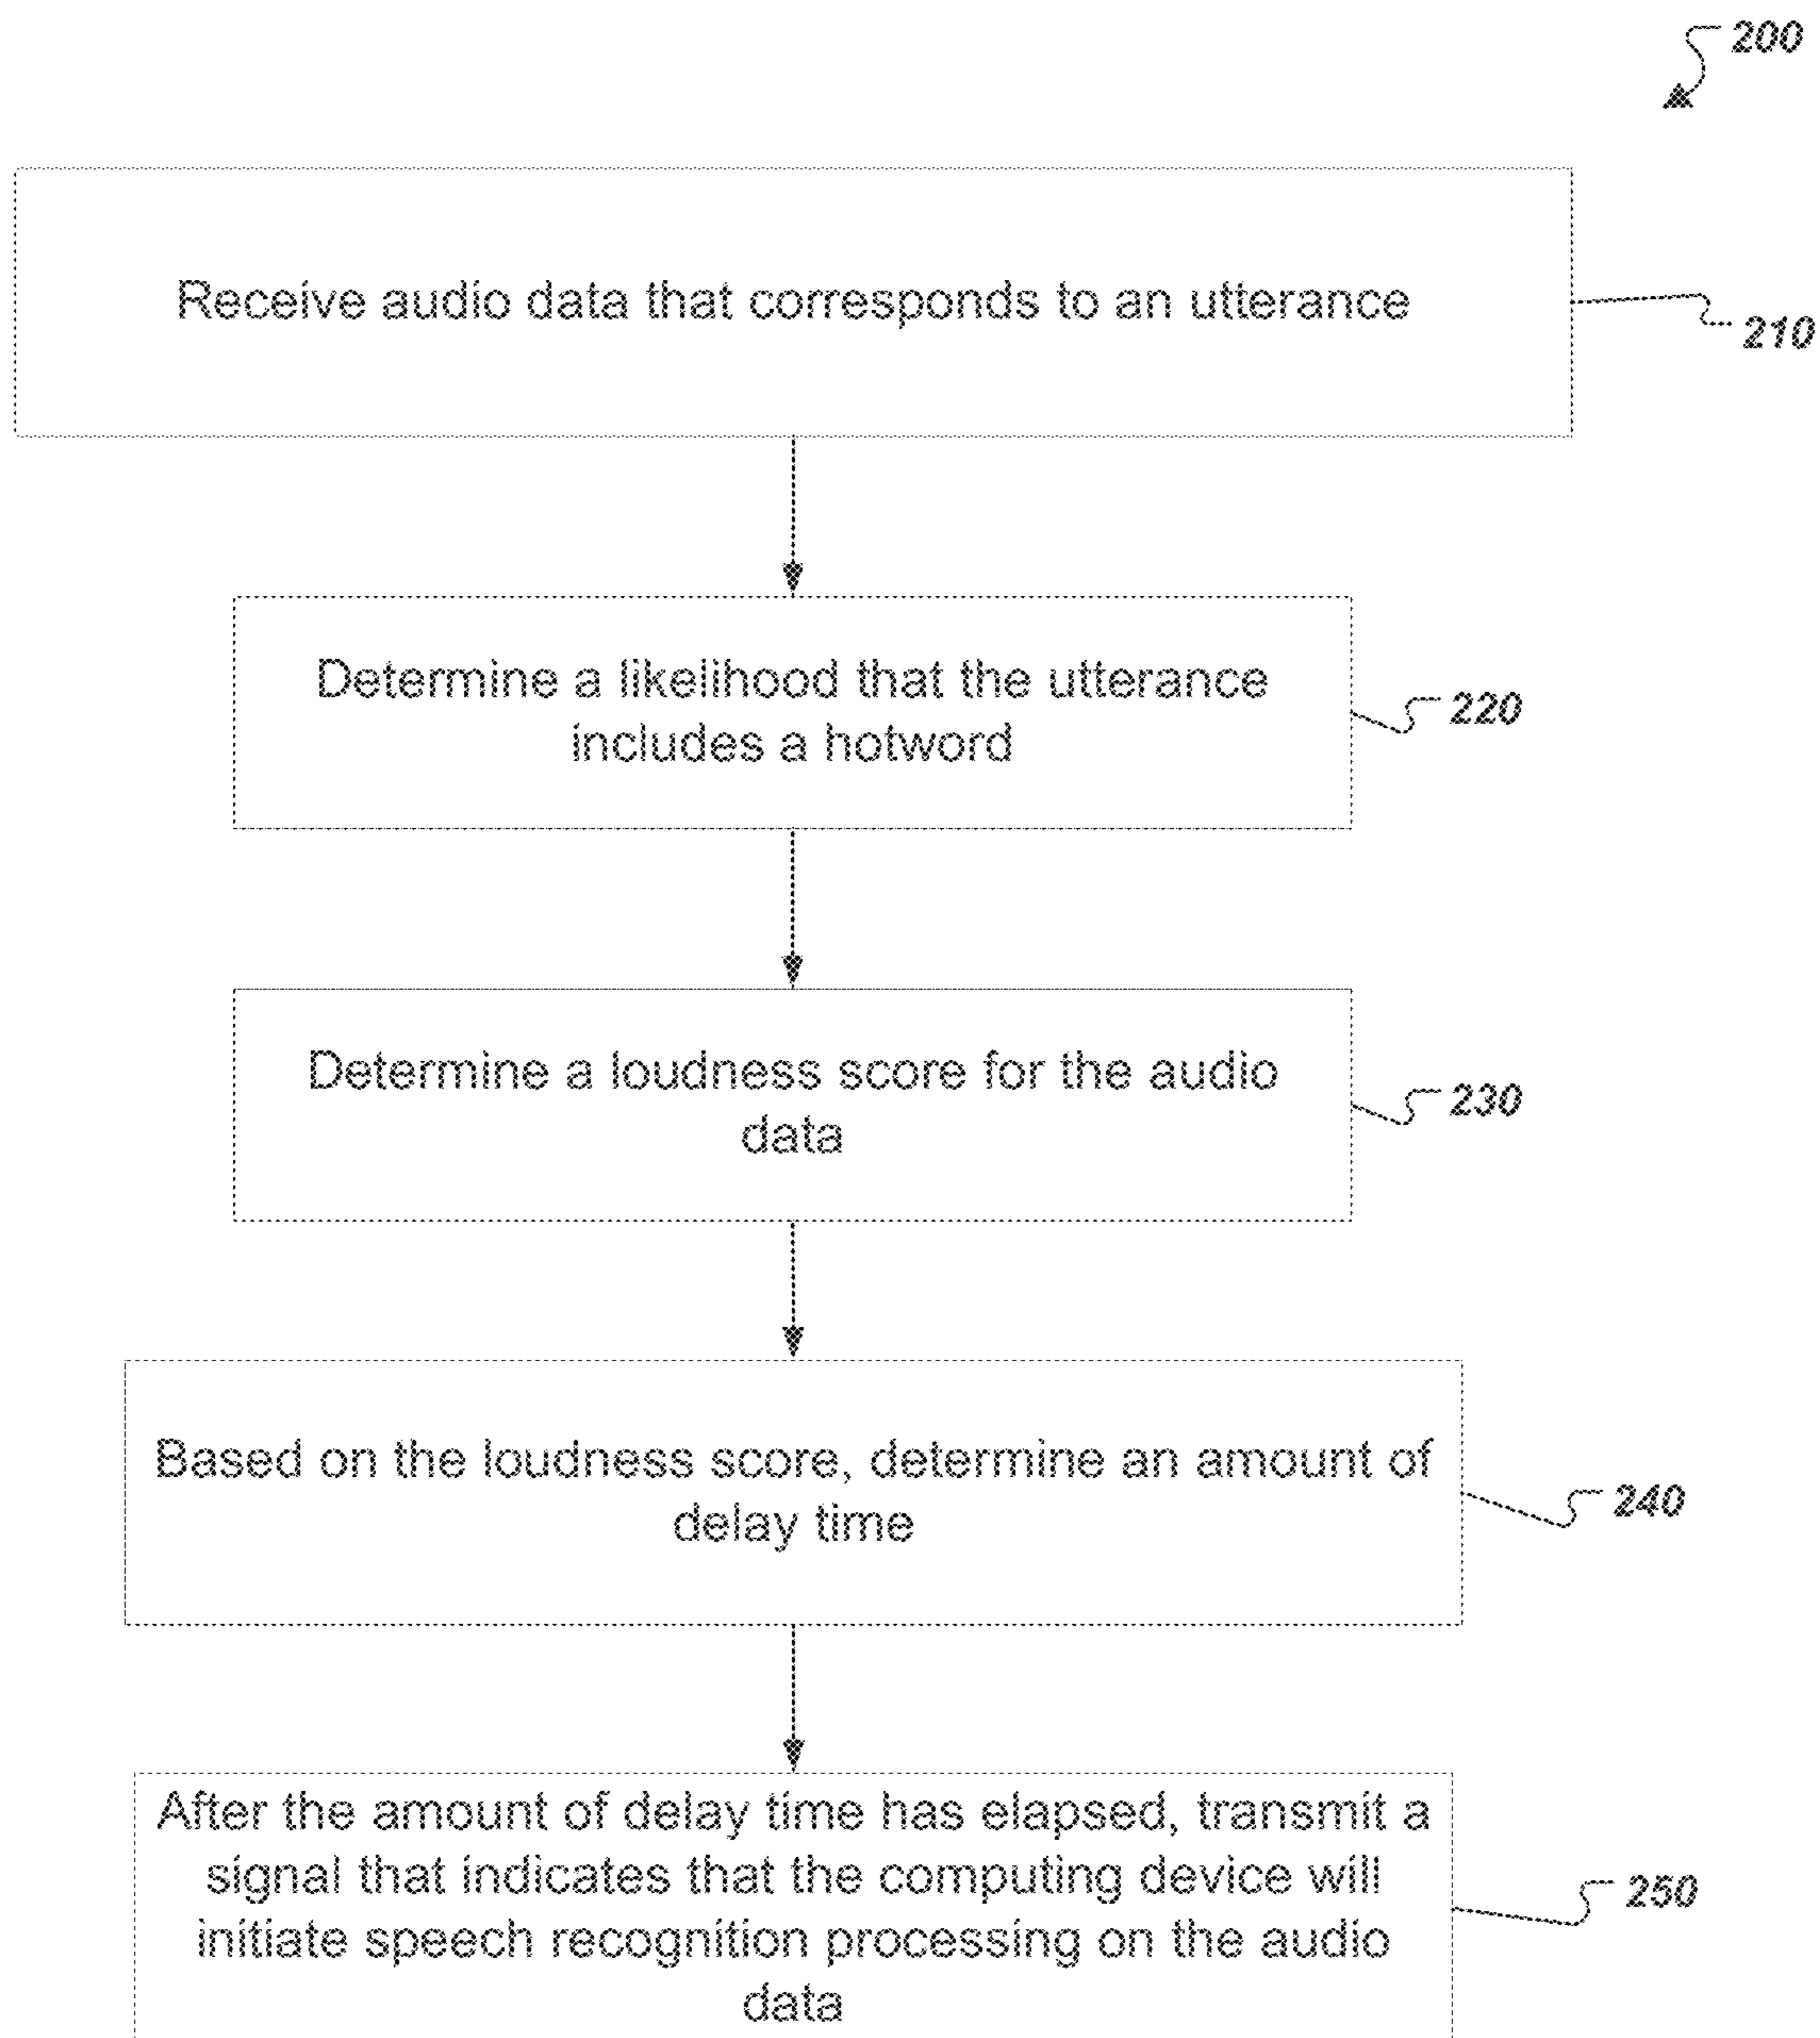 200
Receive audio data that corresponds to an utterance
210
Determine a likelihood that the utterance
includes a hotword
220
Determine a loudness score for the audio
data
230
Based on the loudness score, determine an amount of
delay time
240
After the amount of delay time has elapsed, transmit a
signal that indicates that the computing device will
initiate speech recognition processing on the audio
data
250